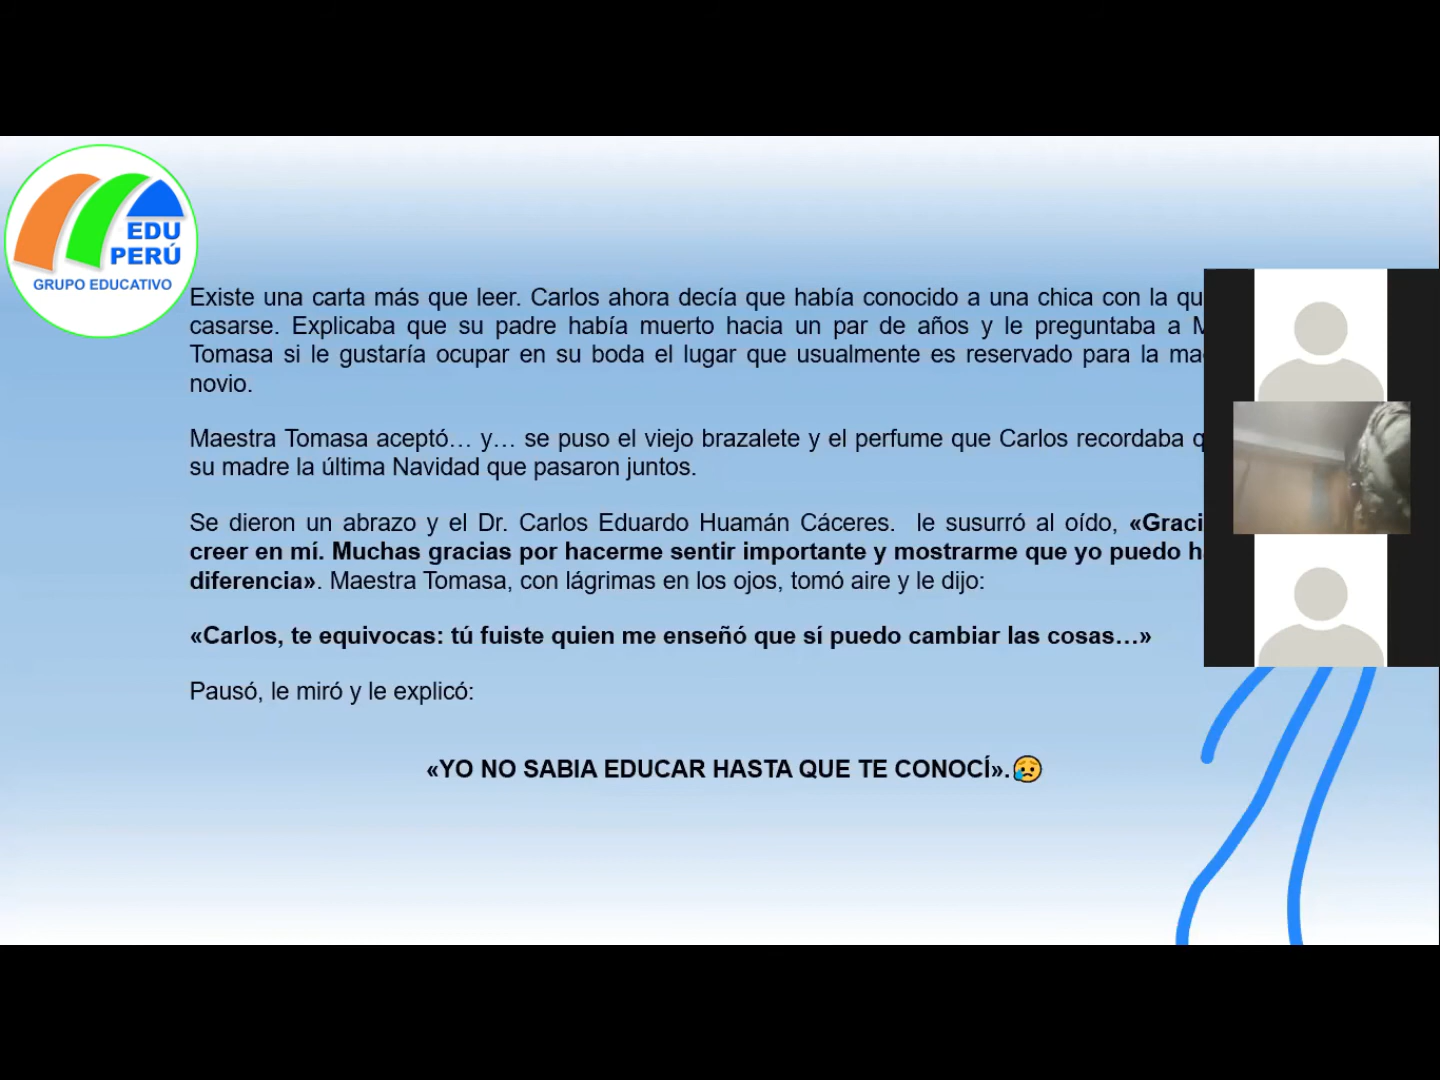 EDU
PERÚ
GRUPO EDUCATIVO
Existe una carta más que leer. Carlos ahora decía que había conocido a una chica con la
casarse. Explicaba que su padre había muerto hacia un par de años y le preguntaba a
Tomasa si le gustaría ocupar en su boda el lugar que usualmente es reservado para la
novio.
Maestra Tomasa aceptó… y… se puso el viejo brazalete y el perfume que Carlos recordaba
su madre la última Navidad que pasaron juntos.
Se dieron un abrazo y el Dr. Carlos Eduardo Huamán Cáceres. le susurró al oído,
creer en mí. Muchas gracias por hacerme sentir importante y mostrarme que yo puedo
diferencia». Maestra Tomasa, con lágrimas en los ojos, tomó aire y le dijo:
«Carlos, te equivocas: tú fuiste quien me enseñó que sí puedo cambiar las cosas…»
Pausó, le miró y le explicó:
«YO NO SABIA EDUCAR HASTA QUE TE CONOCÍ».😥